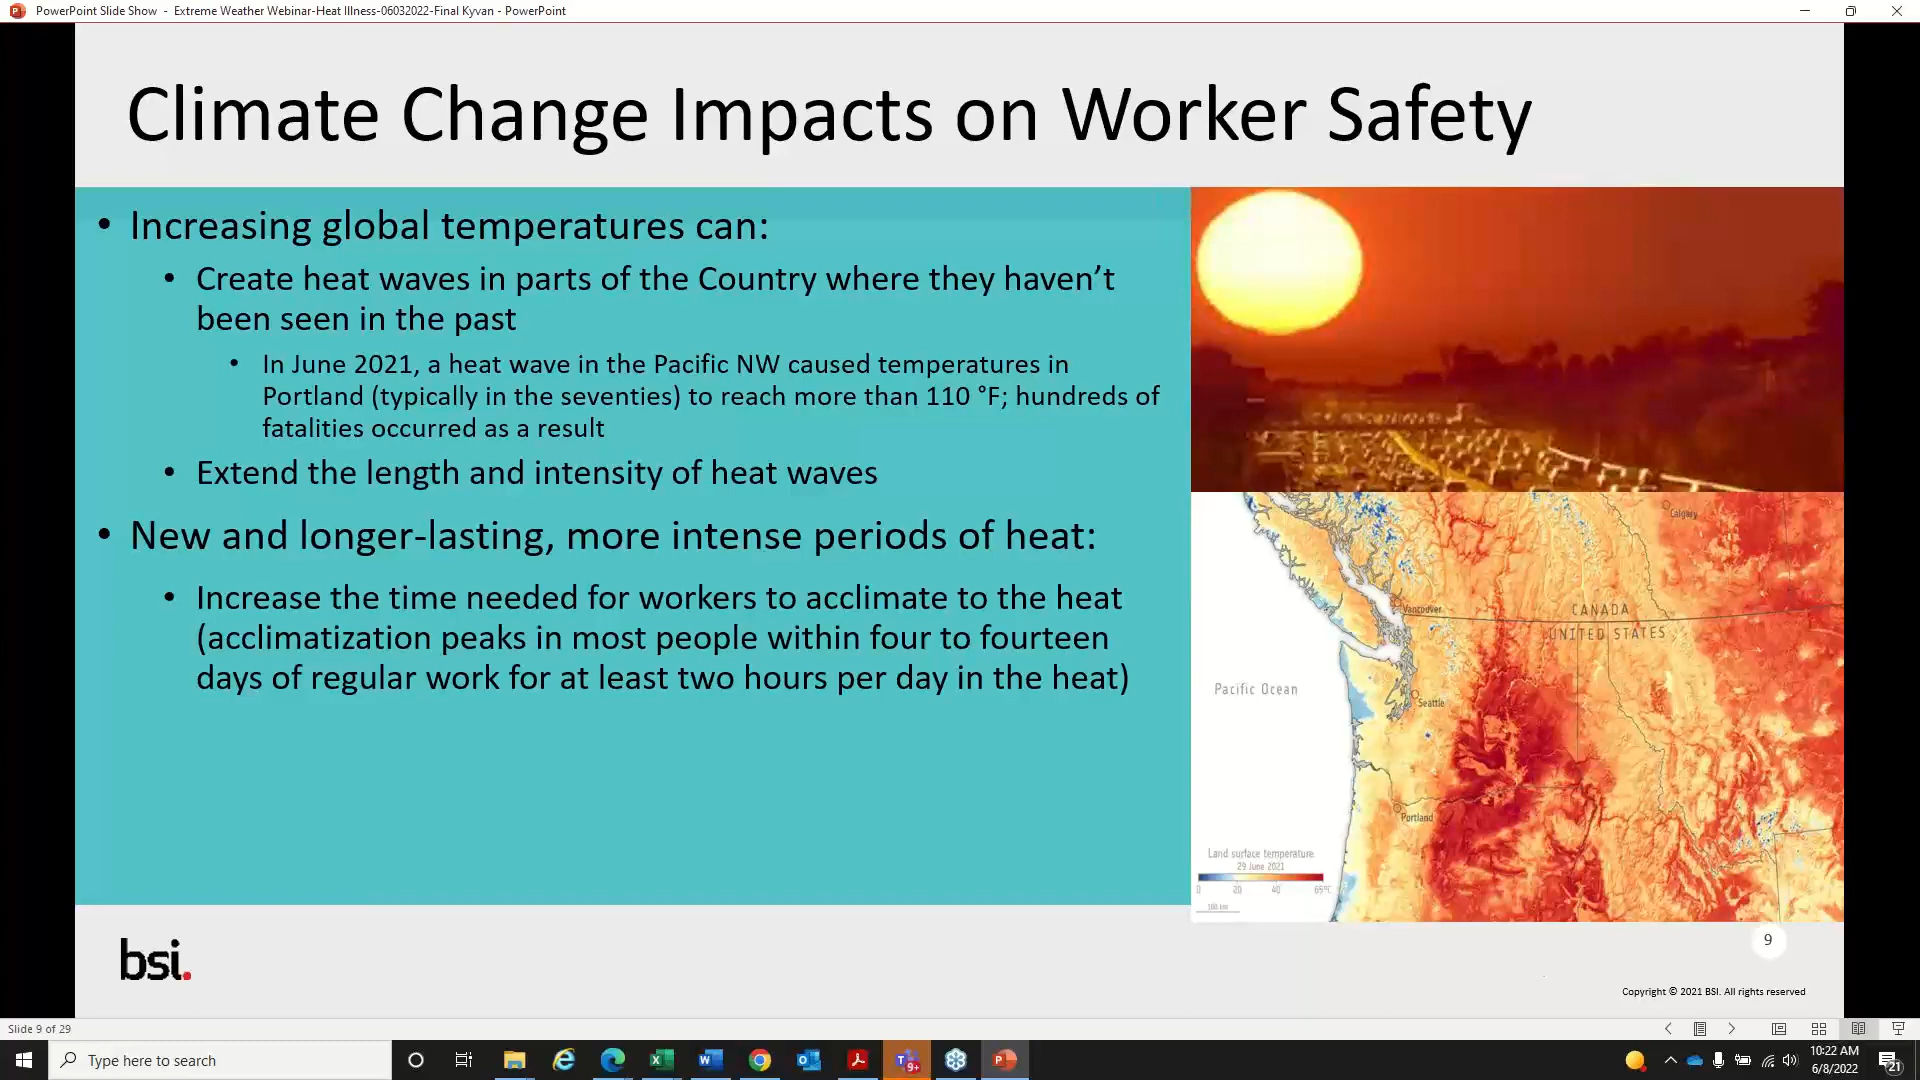 PowerPoint Slide Show - Extreme Weather Webinar-Heat Illness-06032022-Final Kyvan - PowerPoint
Climate Change Impacts on Worker Safety
• Increasing global temperatures can:
• Create heat waves in parts of the Country where they haven’t
been seen in the past
• In June 2021, a heat wave in the Pacific NW caused temperatures in
Portland (typically in the seventies) to reach more than 110 °F; hundreds of
fatalities occurred as a result
• Extend the length and intensity of heat waves
• New and longer-lasting, more intense periods of heat:
• Increase the time needed for workers to acclimate to the heat
(acclimatization peaks in most people within four to fourteen
days of regular work for at least two hours per day in the heat)
Calgary
Vancouver
CANADA
UNITED STATES
Pacific Ocean
Seattle
Portland
Land surface temperature
29 June 2021
0 20 40 65°C
100 km
bsi.
9
Copyright © 2021 BSI. All rights reserved
Slide 9 of 29
Type here to search
9+
10:22 AM
6/8/2022
21